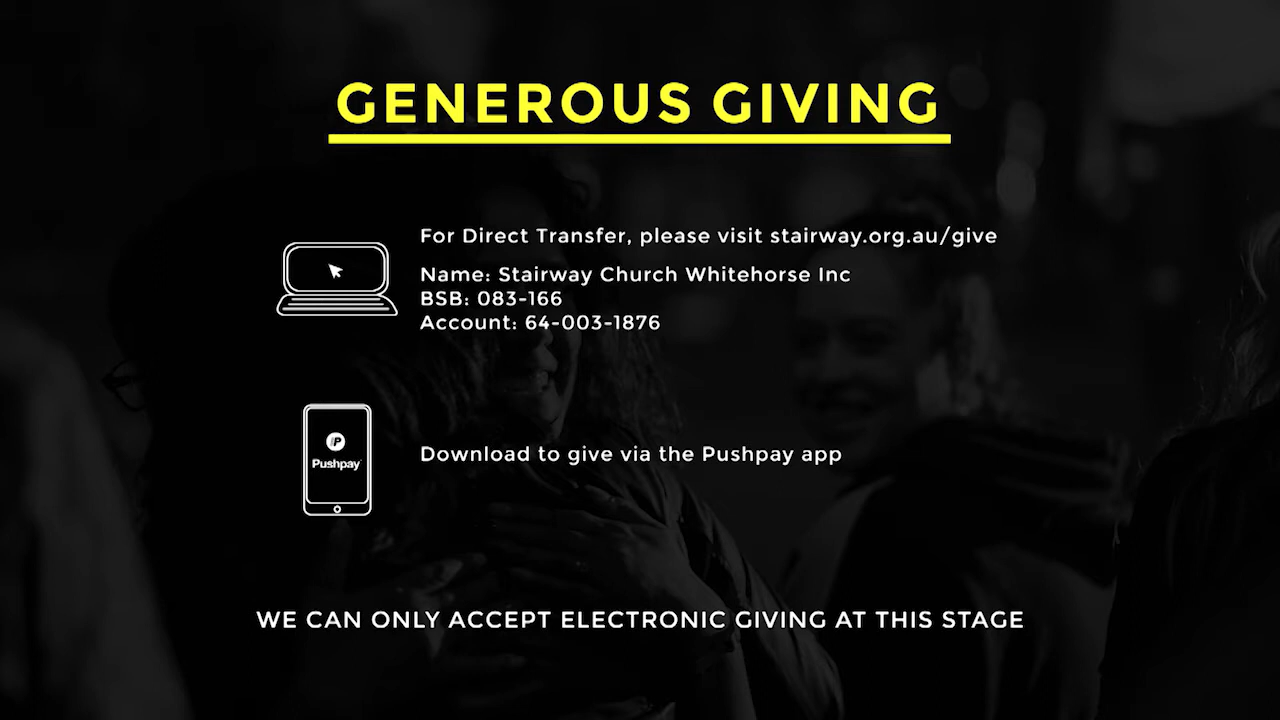 GENEROUS GIVING
For Direct Transfer, please visit stairway.org.au/give
Name: Stairway Church Whitehorse Inc
BSB: 083-166
Account: 64-003-1876
Pushpay
Download to give via the Pushpay app
WE CAN ONLY ACCEPT ELECTRONIC GIVING AT THIS STAGE